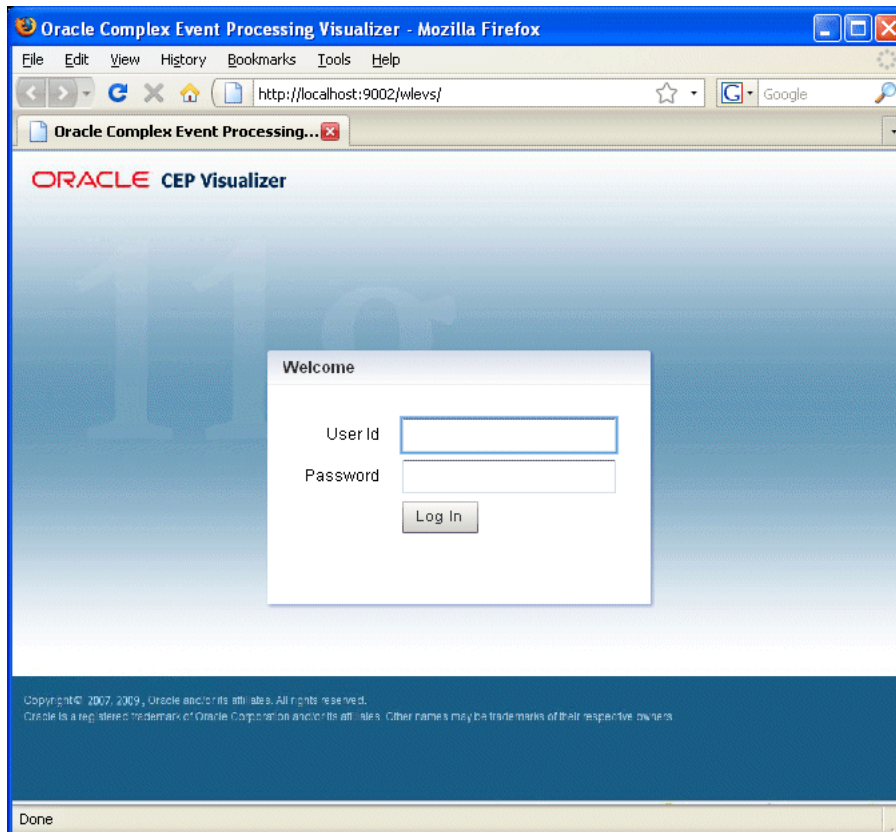 Oracle Complex Event Processing Visualizer - Mozilla Firefox
File Edit View History Bookmarks Tools Help
http://localhost:9002/wlevs/
G Google
Oracle Complex Event Processing...
ORACLE CEP Visualizer
11g
Welcome
User Id
Password
Log In
Copyright © 2007, 2009, Oracle and/or its affiliates. All rights reserved.
Oracle is a registered trademark of Oracle Corporation and/or its affiliates. Other names may be trademarks of their respective owners
Done